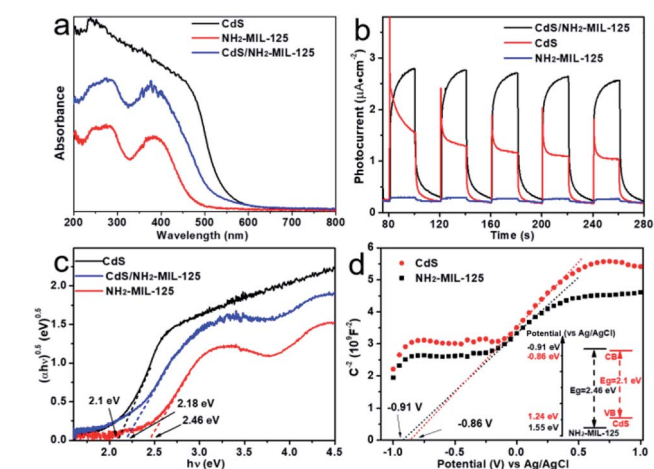 a
CdS
NH2-MIL-125
CdS/NH2-MIL-125
Absorbance
200 300 400 500 600 700 800
Wavelength (nm)
b
CdS/NH2-MIL-125
CdS
NH2-MIL-125
Photocurrent (μA•cm-2)
3
2
1
0
80 120 160 200 240 280
Time (s)
c
CdS
CdS/NH2-MIL-125
NH2-MIL-125
(αhν)0.5 (eV)0.5
2.0
1.5
1.0
0.5
0.0
2.1 eV
2.18 eV
2.46 eV
2.0 2.5 3.0 3.5 4.0 4.5
hν (eV)
d
CdS
NH2-MIL-125
C-2 (109F-2)
6
5
4
3
2
1
0
-0.91 V
-0.86 V
Potential (vs Ag/AgCl)
-0.91 eV
-0.86 eV
CB
Eg=2.1 eV
Eg=2.46 eV
1.24 eV
VB
CdS
1.55 eV
NH2-MIL-125
-1.0 -0.5 0.0 0.5 1.0
Potential (V) vs AgAgCl